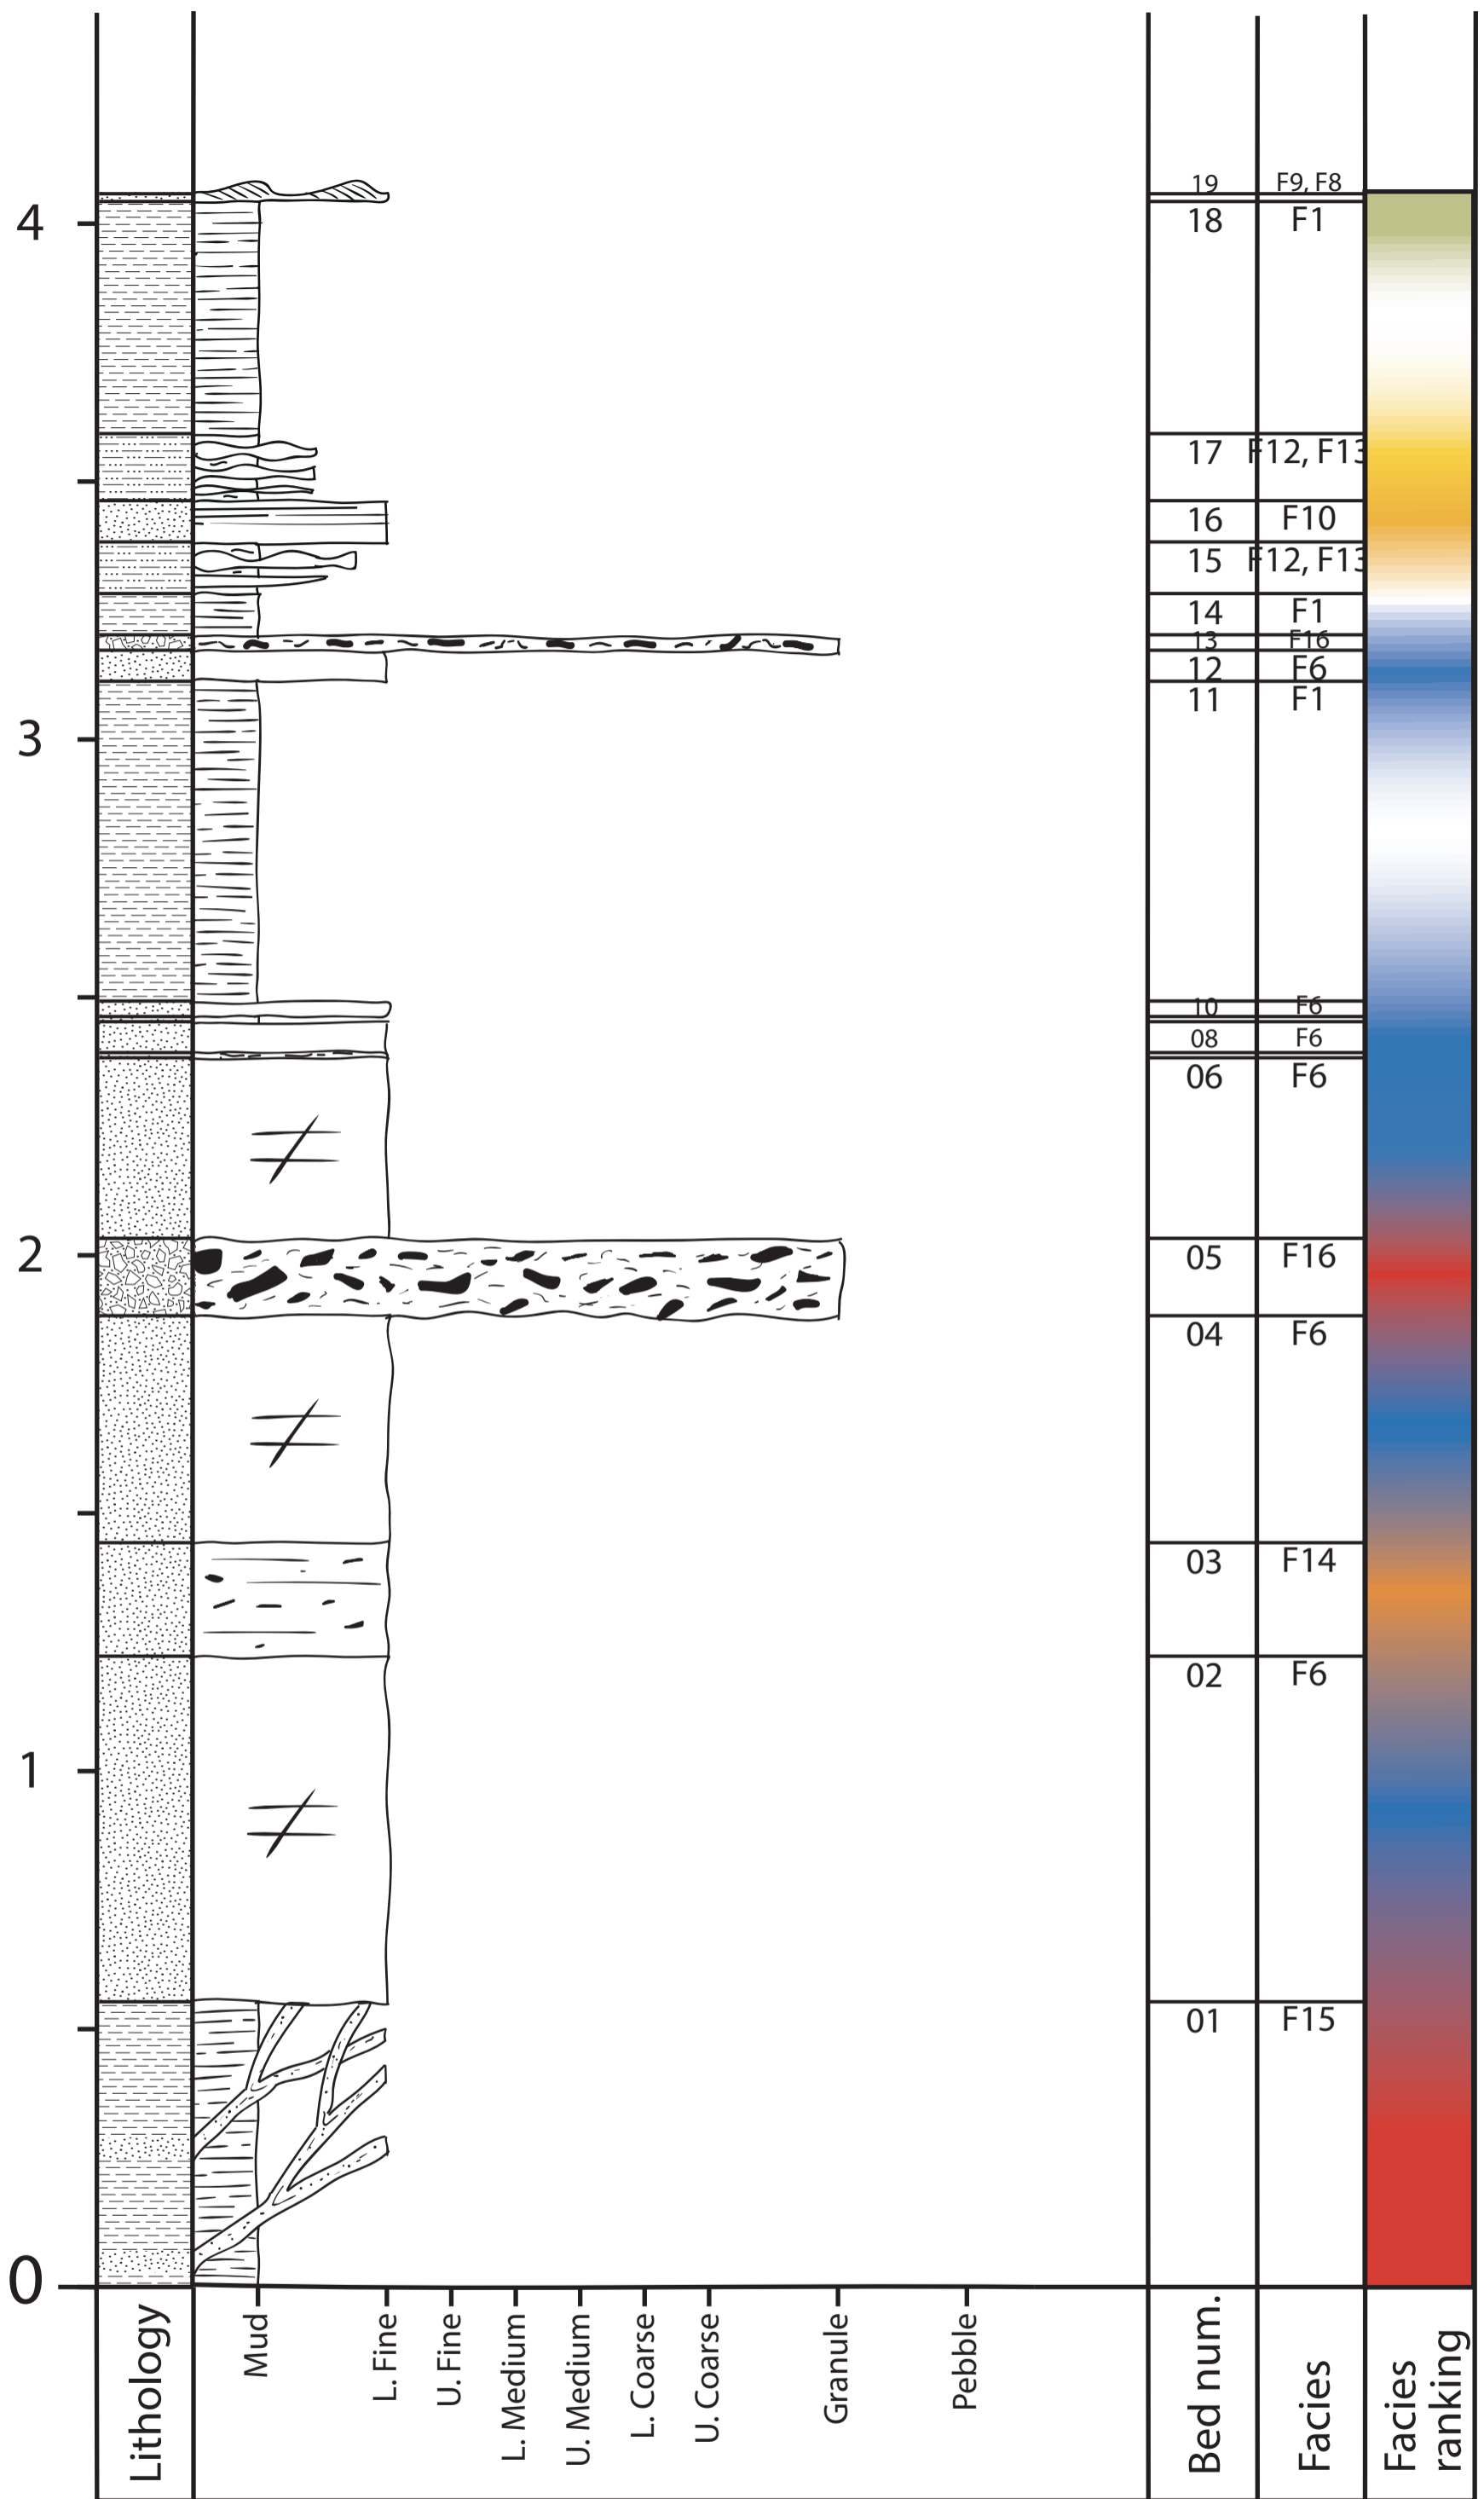 19 F9, F8
4 18 F1
17 F12, F13
16 F10
15 F12, F13
14 F1
13 F16
12 F6
11 F1
3
10 F6
08 F6
06 F6
2 05 F16
04 F6
03 F14
02 F6
1
01 F15
0
Lithology
Mud
L. Fine
U. Fine
L. Medium
U. Medium
L. Coarse
U. Coarse
Granule
Pebble
Bed num.
Facies
Facies
ranking